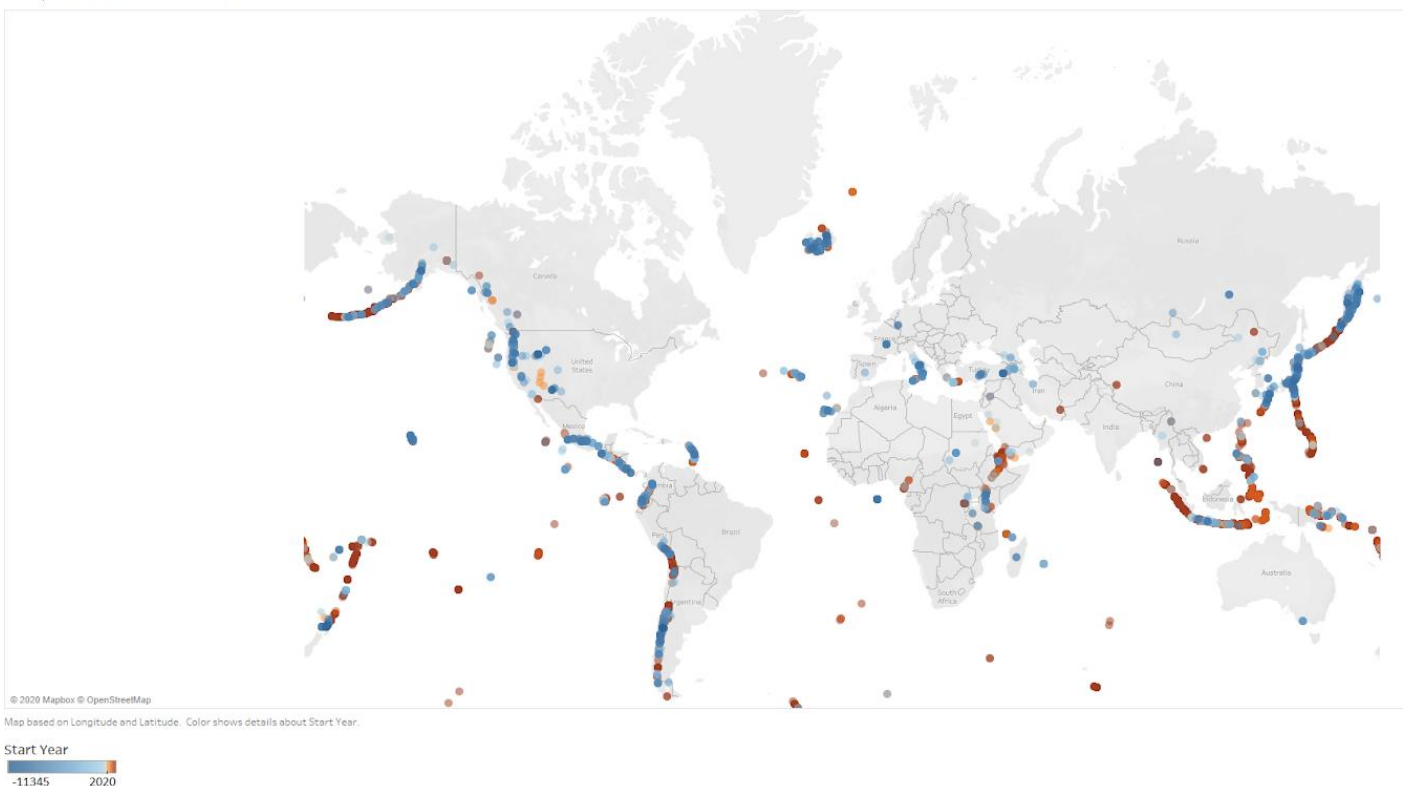 Russia
Canada
United
States
France
Spain
Turkey
Iran
China
Algeria
Egypt
India
Mexico
Colombia
Indonesia
Peru
Brazil
Australia
South
Africa
Argentina
© 2020 Mapbox © OpenStreetMap
Map based on Longitude and Latitude. Color shows details about Start Year.
Start Year
-11345 2020